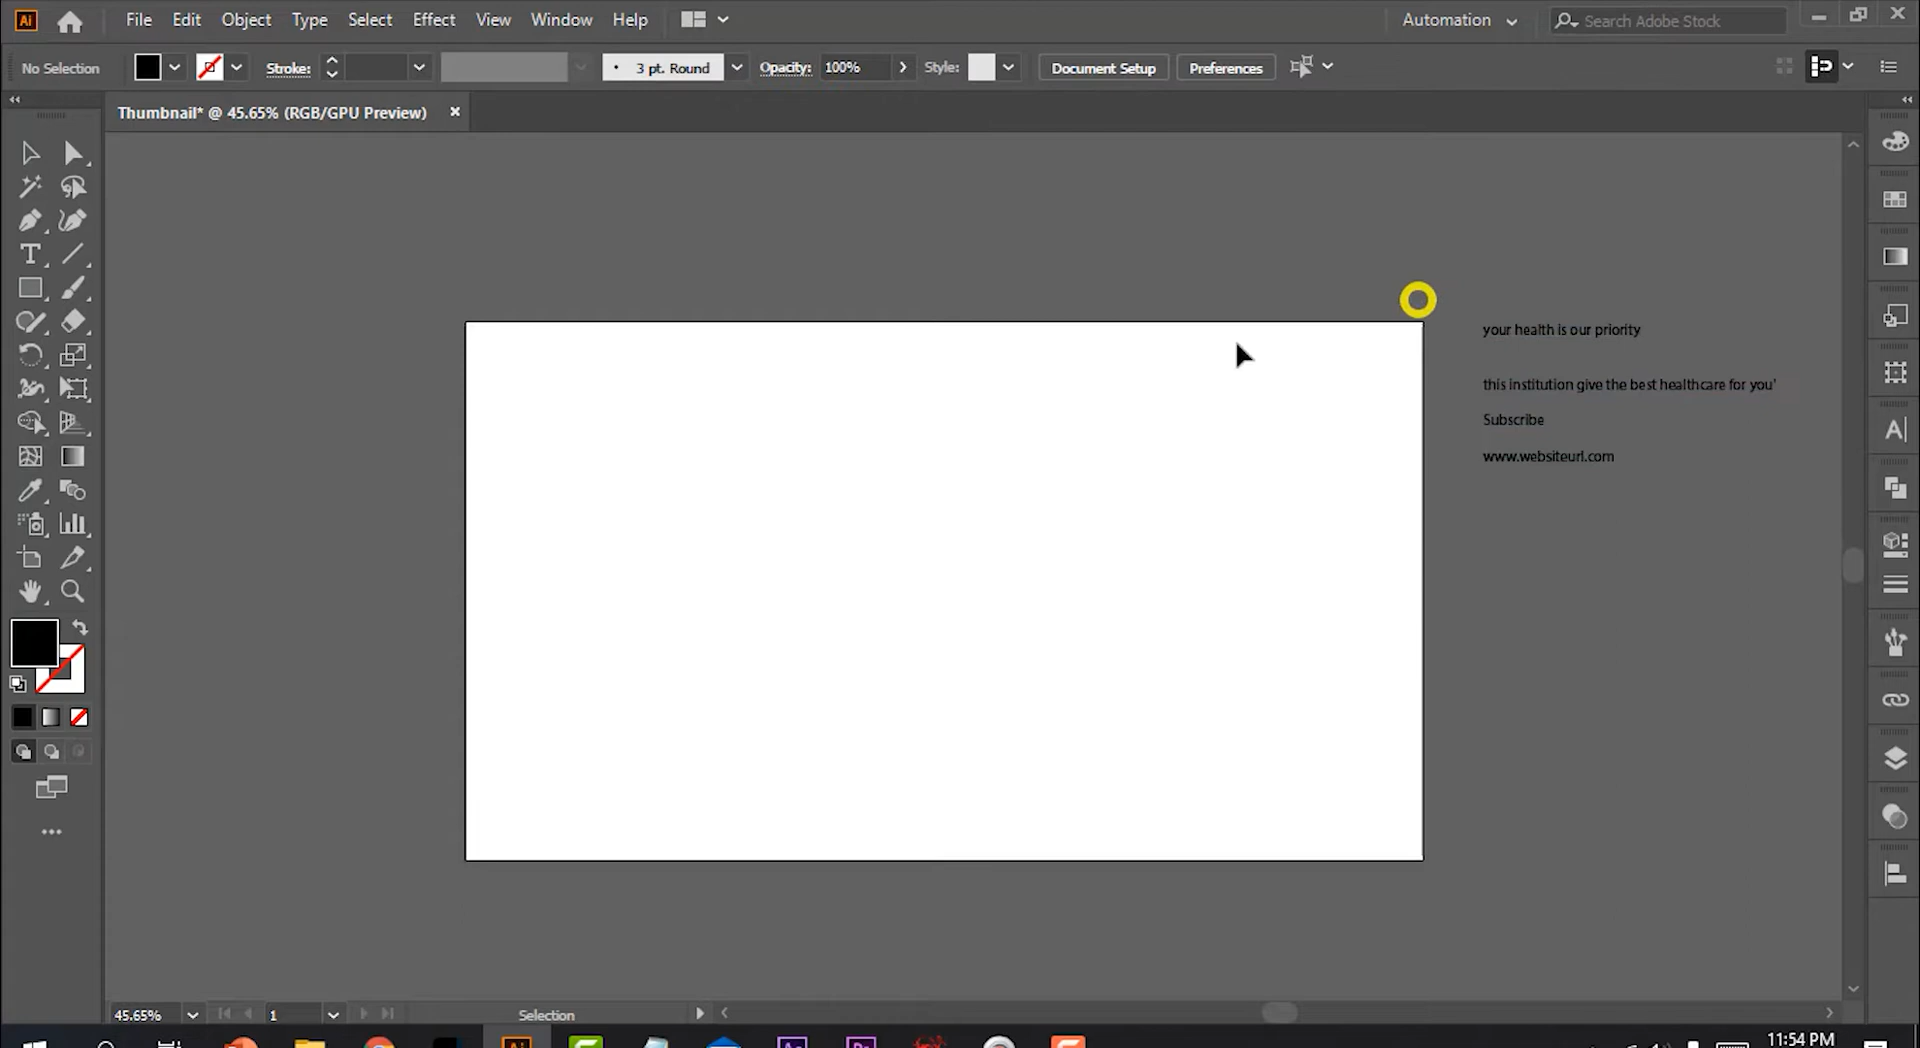 Ai File Edit Object Type Select Effect View Window Help Automation Search Adobe Stock
No Selection Stroke: 3 pt. Round Opacity: 100% Style: Document Setup Preferences
Thumbnail* @ 45.65% (RGB/GPU Preview)
your health is our priority
this institution give the best healthcare for you'
Subscribe
www.websiteurl.com
45.65% 1 Selection
11:54 PM